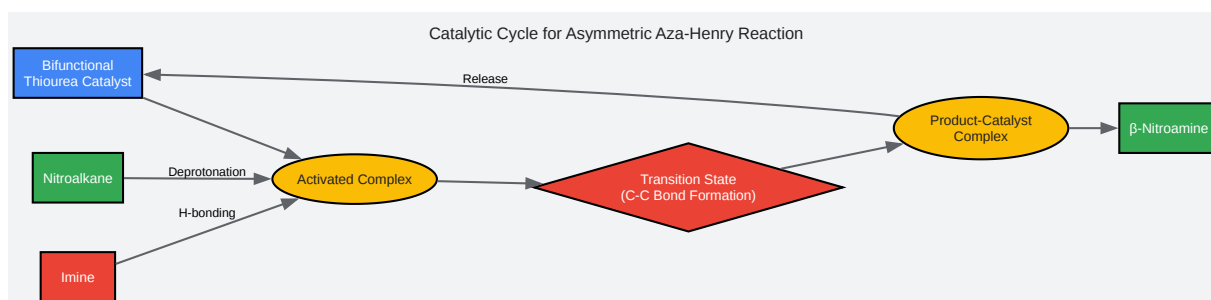 Catalytic Cycle for Asymmetric Aza-Henry Reaction
Bifunctional
Thiourea Catalyst
Release
Product-Catalyst
Complex
β-Nitroamine
Nitroalkane
Deprotonation
Activated Complex
Transition State
(C-C Bond Formation)
H-bonding
Imine